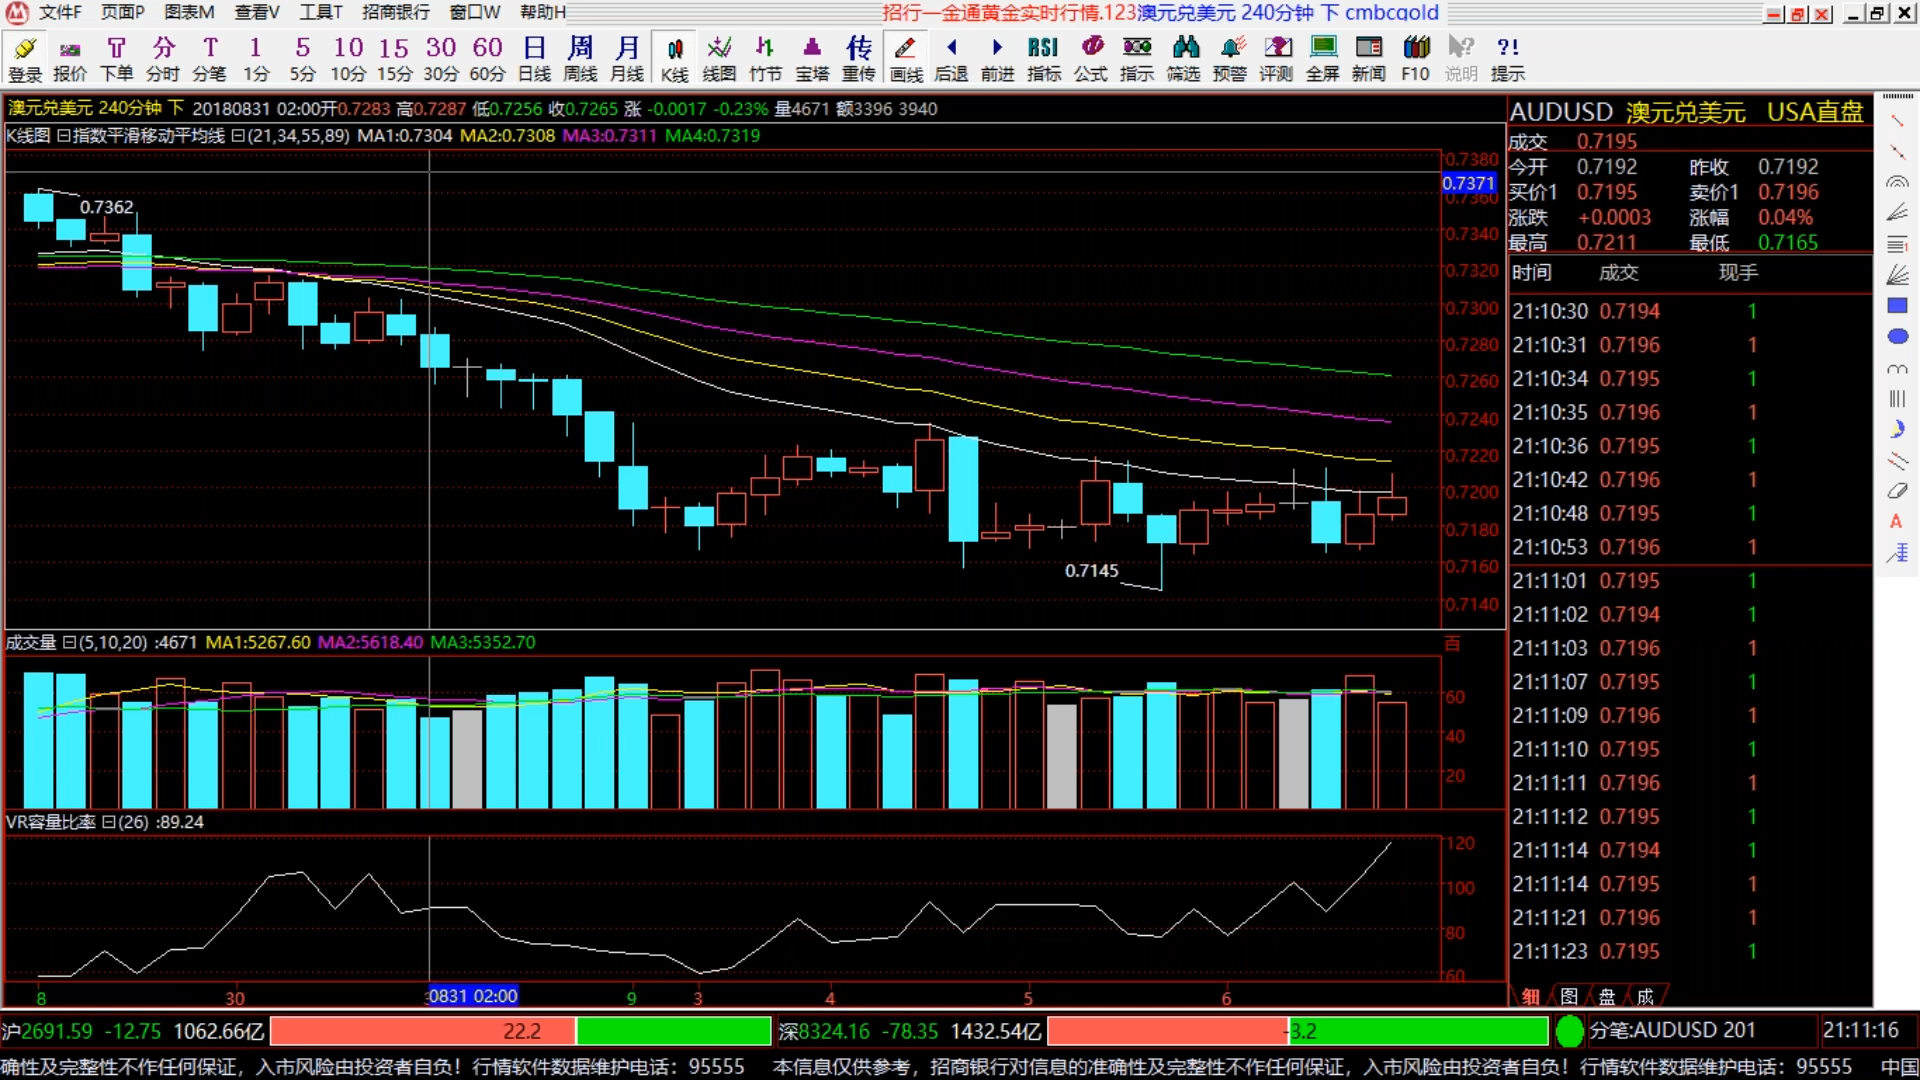 文件F 页面P 图表M 查看V 工具T 招商银行 窗口W 帮助H 招行—金通黄金实时行情.123澳元兑美元 240分钟 下 cmbcgold
T 分 T 1 5 10 15 30 60 日 周 月 传 RSI ?!
登录 报价 下单 分时 分笔 1分 5分 10分 15分 30分 60分 日线 周线 月线 K线 线图 竹节 宝塔 重传 画线 后退 前进 指标 公式 指示 筛选 预警 评测 全屏 新闻 F10 说明 提示
澳元兑美元 240分钟 下 20180831 02:00开0.7283 高0.7287 低0.7256 收0.7265 涨 -0.0017 -0.23% 量4671 额3396 3940
K线图 指数平滑移动平均线 (21,34,55,89) MA1:0.7304 MA2:0.7308 MA3:0.7311 MA4:0.7319
0.7380
0.7371
0.7360
0.7362
0.7340
0.7320
0.7300
0.7280
0.7260
0.7240
0.7220
0.7200
0.7180
0.7160
0.7145
0.7140
成交量 (5,10,20) :4671 MA1:5267.60 MA2:5618.40 MA3:5352.70 百
60
40
20
VR容量比率 (26) :89.24
120
100
80
60
8 30 0831 02:00 9 3 4 5 6
AUDUSD 澳元兑美元 USA直盘
成交 0.7195
今开 0.7192 昨收 0.7192
买价1 0.7195 卖价1 0.7196
涨跌 +0.0003 涨幅 0.04%
最高 0.7211 最低 0.7165
时间 成交 现手
21:10:30 0.7194 1
21:10:31 0.7196 1
21:10:34 0.7195 1
21:10:35 0.7196 1
21:10:36 0.7195 1
21:10:42 0.7196 1
21:10:48 0.7195 1
21:10:53 0.7196 1
21:11:01 0.7195 1
21:11:02 0.7194 1
21:11:03 0.7196 1
21:11:07 0.7195 1
21:11:09 0.7196 1
21:11:10 0.7195 1
21:11:11 0.7196 1
21:11:12 0.7195 1
21:11:14 0.7194 1
21:11:14 0.7195 1
21:11:21 0.7196 1
21:11:23 0.7195 1
细 图 盘 成
A
沪2691.59 -12.75 1062.66亿 22.2 深8324.16 -78.35 1432.54亿 -3.2 分笔:AUDUSD 201 21:11:16
确性及完整性不作任何保证，入市风险由投资者自负！行情软件数据维护电话：95555 本信息仅供参考，招商银行对信息的准确性及完整性不作任何保证，入市风险由投资者自负！行情软件数据维护电话：95555 中国